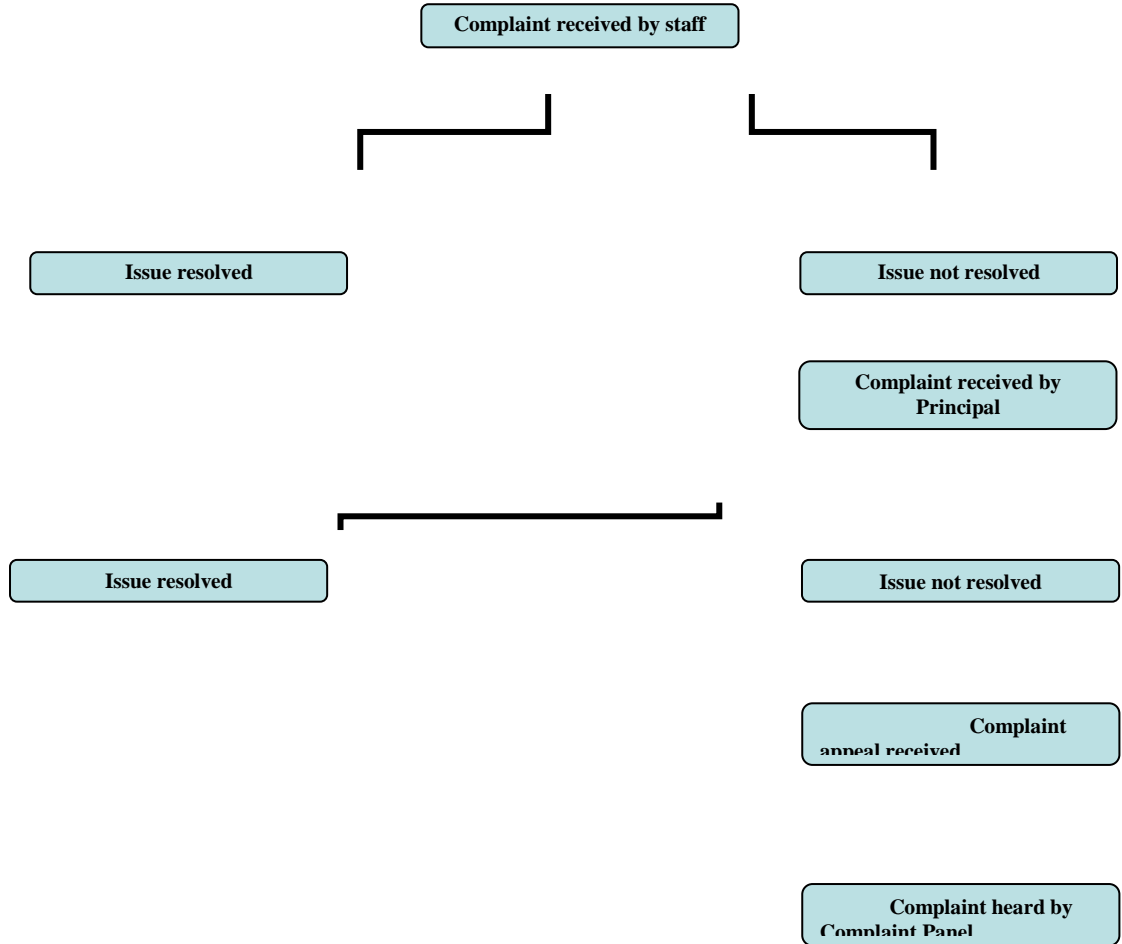 Complaint received by staff
Issue resolved
Issue not resolved
Complaint received by
Principal
Issue resolved
Issue not resolved
Complaint
appeal received
Complaint heard by
Complaint Panel